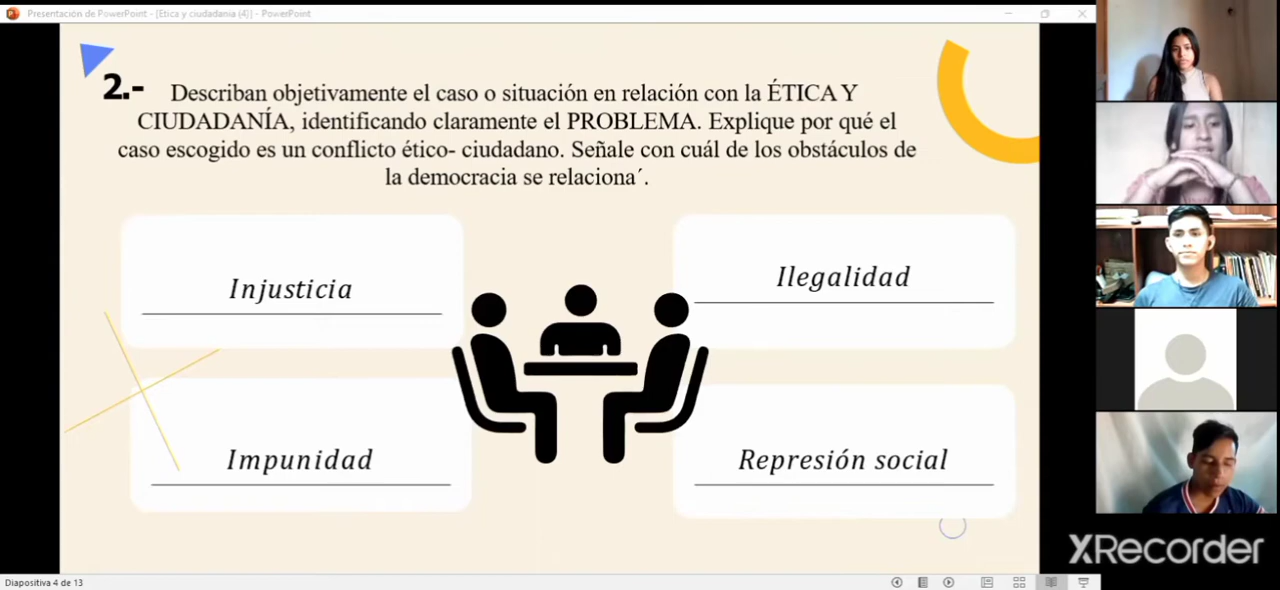 Presentación de PowerPoint - [Etica y ciudadania (4)] - PowerPoint
2.- Describan objetivamente el caso o situación en relación con la ÉTICA Y
CIUDADANÍA, identificando claramente el PROBLEMA. Explique por qué el
caso escogido es un conflicto ético- ciudadano. Señale con cuál de los obstáculos de
la democracia se relaciona´.
Injusticia
Ilegalidad
Impunidad
Represión social
Diapositiva 4 de 13
XRecorder